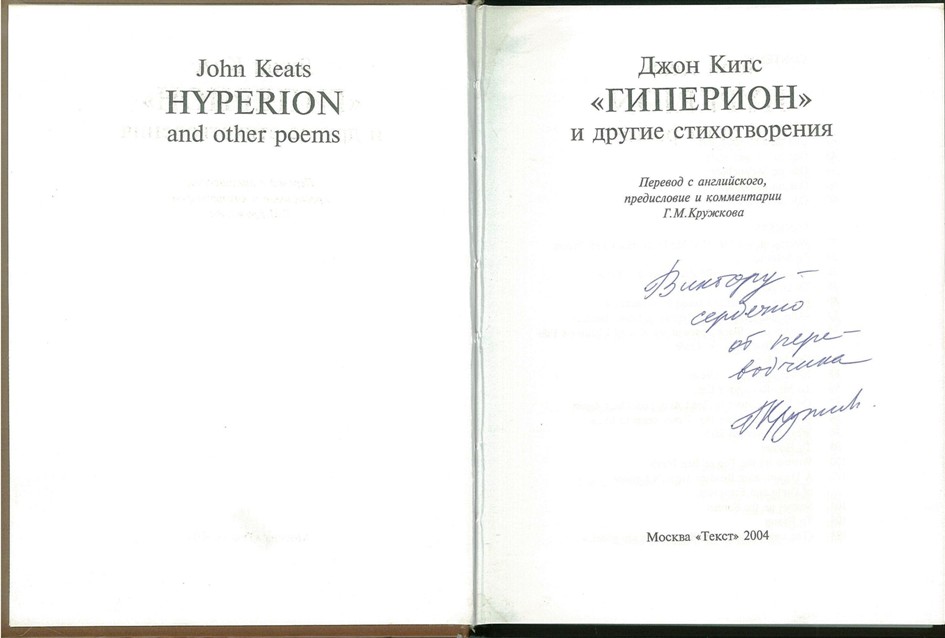 John Keats
HYPERION
and other poems
Джон Китс
«ГИПЕРИОН»
и другие стихотворения
Перевод с английского,
предисловие и комментарии
Г.М.Кружкова
Виктору –
сердечно
от пере-
водчика
Москва «Текст» 2004